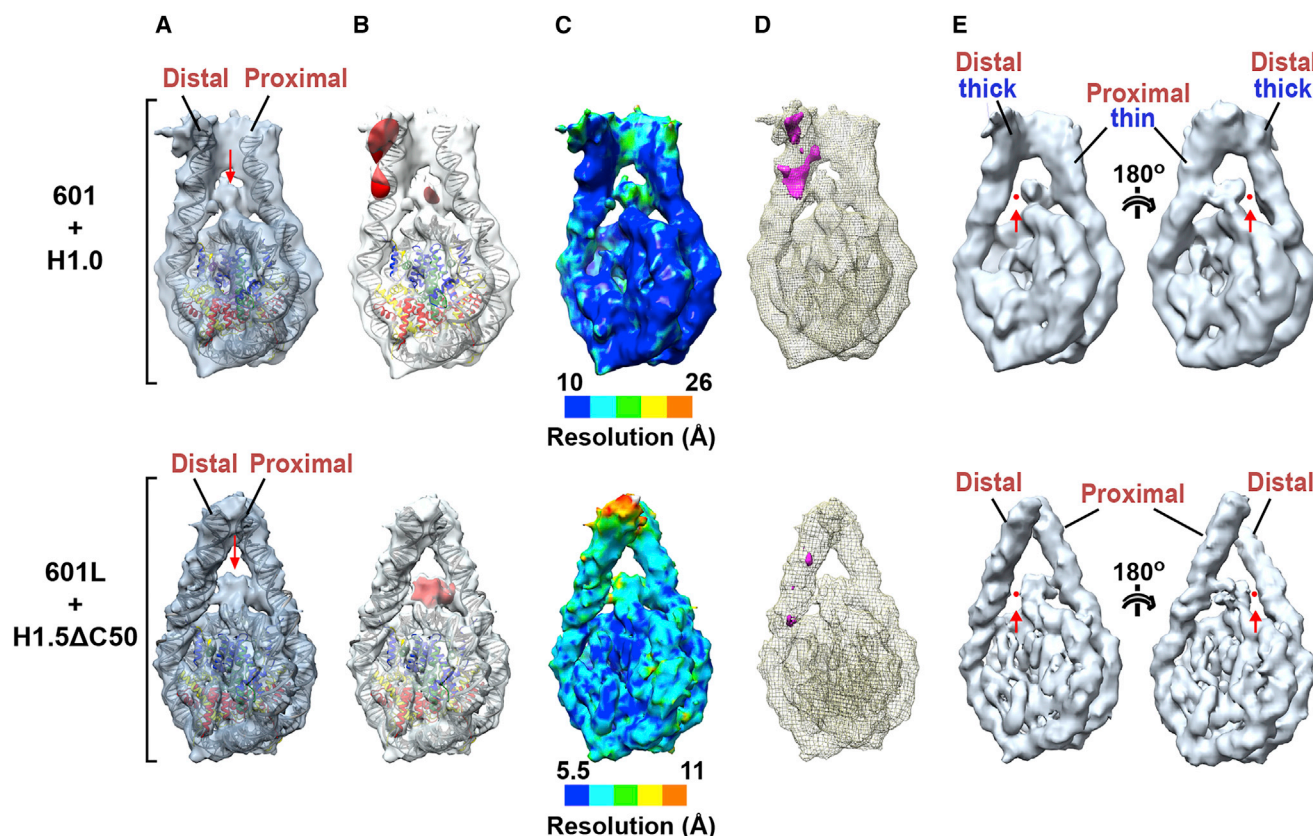 A
B
C
D
E
Distal
Proximal
Distal
thick
Proximal
thin
Distal
thick
601
+
H1.0
180°
10
26
Resolution (Å)
Distal
Proximal
Distal
Proximal
Distal
601L
+
H1.5ΔC50
180°
5.5
11
Resolution (Å)